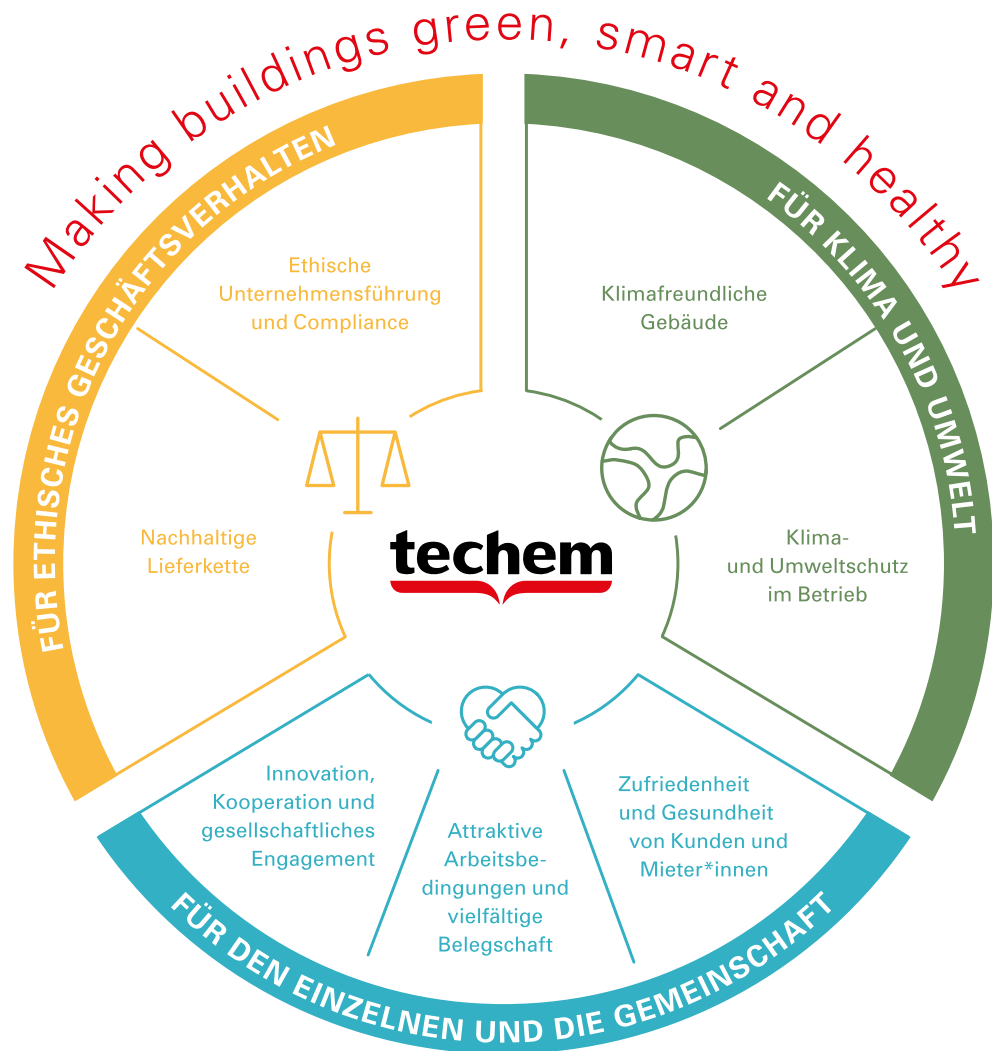 Making buildings green, smart and healthy
FÜR ETHISCHES GESCHÄFTSVERHALTEN
Ethische
Unternehmensführung
und Compliance
Nachhaltige
Lieferkette
FÜR KLIMA UND UMWELT
Klimafreundliche
Gebäude
Klima-
und Umweltschutz
im Betrieb
techem
Innovation,
Kooperation und
gesellschaftliches
Engagement
Attraktive
Arbeitsbe-
dingungen und
vielfältige
Belegschaft
Zufriedenheit
und Gesundheit
von Kunden und
Mieter*innen
FÜR DEN EINZELNEN UND DIE GEMEINSCHAFT